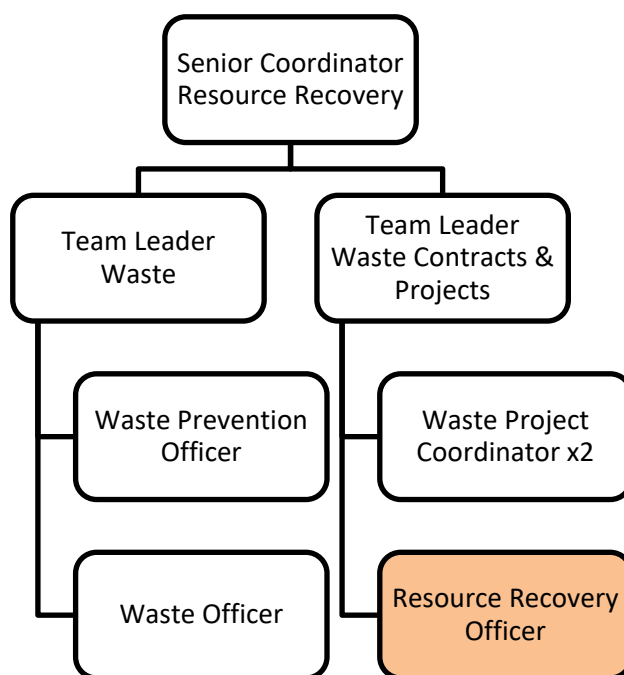 Senior Coordinator
Resource Recovery
Team Leader
Waste
Team Leader
Waste Contracts &
Projects
Waste Prevention
Officer
Waste Project
Coordinator x2
Waste Officer
Resource Recovery
Officer